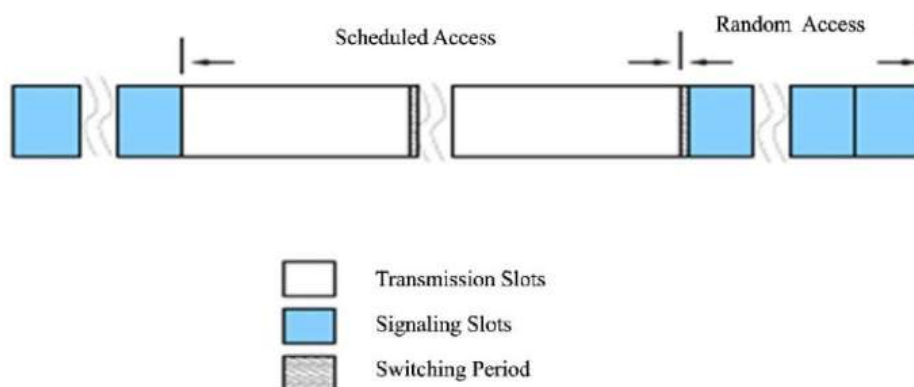 Scheduled Access
Random Access
Transmission Slots
Signaling Slots
Switching Period